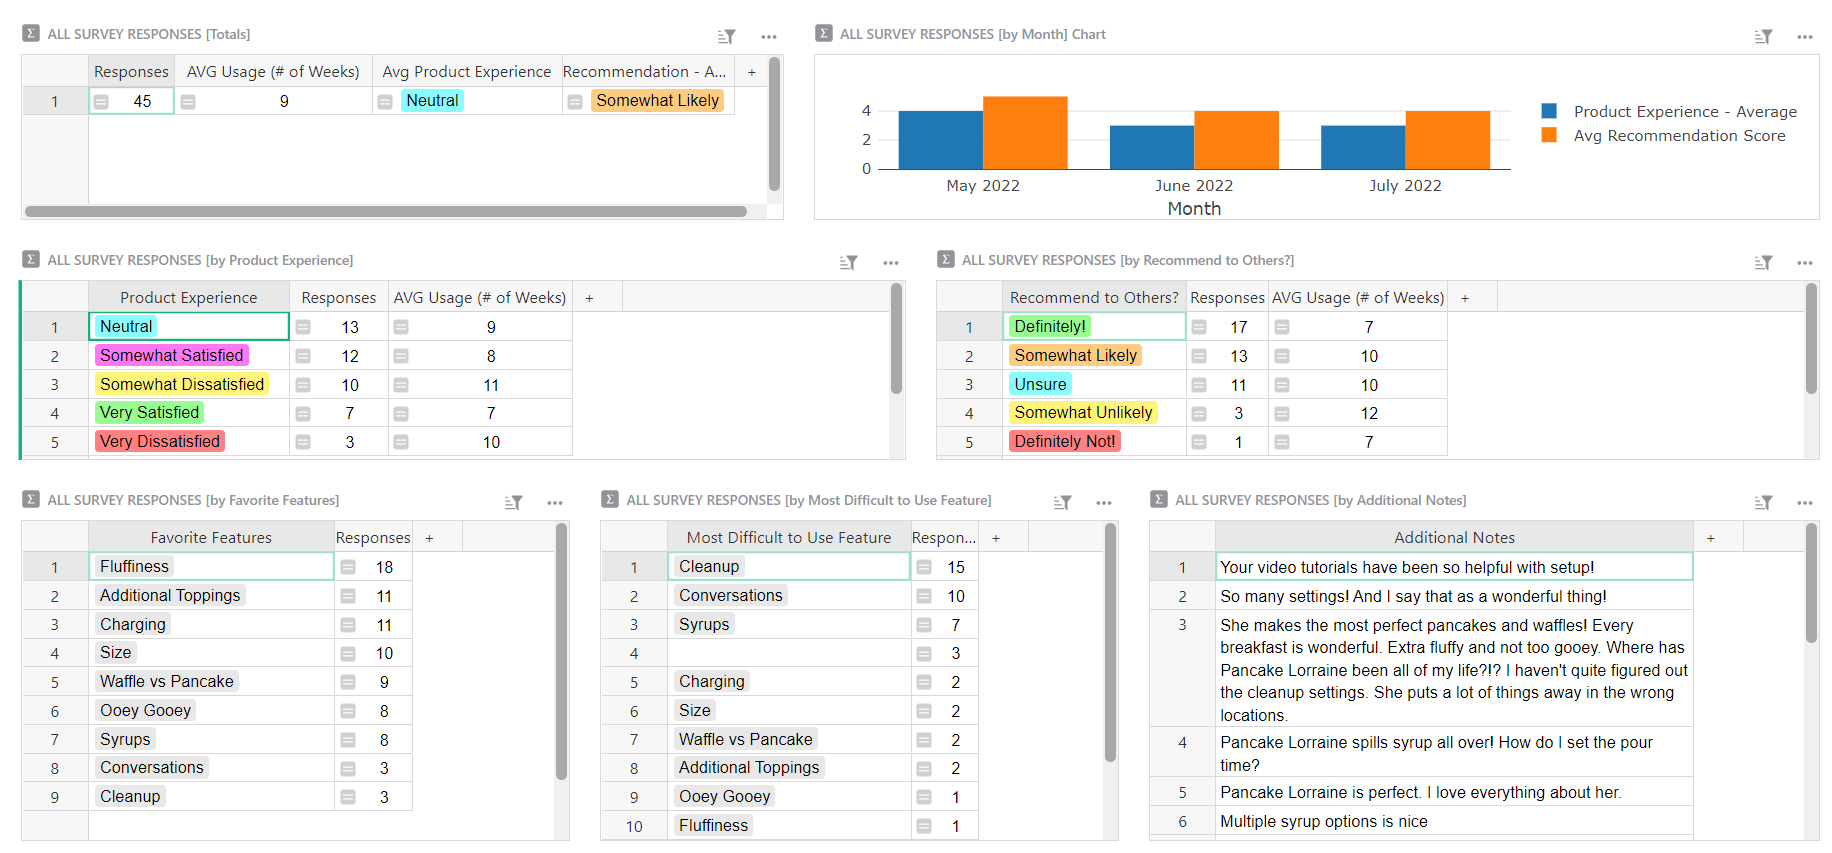 ALL SURVEY RESPONSES [Totals]
Responses AVG Usage (# of Weeks) Avg Product Experience Recommendation - A... +
1 45 9 Neutral Somewhat Likely
ALL SURVEY RESPONSES [by Month] Chart
4
2
0
May 2022 June 2022 July 2022
Month
Product Experience - Average
Avg Recommendation Score
ALL SURVEY RESPONSES [by Product Experience]
Product Experience Responses AVG Usage (# of Weeks) +
1 Neutral 13 9
2 Somewhat Satisfied 12 8
3 Somewhat Dissatisfied 10 11
4 Very Satisfied 7 7
5 Very Dissatisfied 3 10
ALL SURVEY RESPONSES [by Recommend to Others?]
Recommend to Others? Responses AVG Usage (# of Weeks) +
1 Definitely! 17 7
2 Somewhat Likely 13 10
3 Unsure 11 10
4 Somewhat Unlikely 3 12
5 Definitely Not! 1 7
ALL SURVEY RESPONSES [by Favorite Features]
Favorite Features Responses +
1 Fluffiness 18
2 Additional Toppings 11
3 Charging 11
4 Size 10
5 Waffle vs Pancake 9
6 Ooey Gooey 8
7 Syrups 8
8 Conversations 3
9 Cleanup 3
ALL SURVEY RESPONSES [by Most Difficult to Use Feature]
Most Difficult to Use Feature Respon... +
1 Cleanup 15
2 Conversations 10
3 Syrups 7
4 3
5 Charging 2
6 Size 2
7 Waffle vs Pancake 2
8 Additional Toppings 2
9 Ooey Gooey 1
10 Fluffiness 1
ALL SURVEY RESPONSES [by Additional Notes]
Additional Notes +
1 Your video tutorials have been so helpful with setup!
2 So many settings! And I say that as a wonderful thing!
3 She makes the most perfect pancakes and waffles! Every
breakfast is wonderful. Extra fluffy and not too gooey. Where has
Pancake Lorraine been all of my life?!? I haven't quite figured out
the cleanup settings. She puts a lot of things away in the wrong
locations.
4 Pancake Lorraine spills syrup all over! How do I set the pour
time?
5 Pancake Lorraine is perfect. I love everything about her.
6 Multiple syrup options is nice